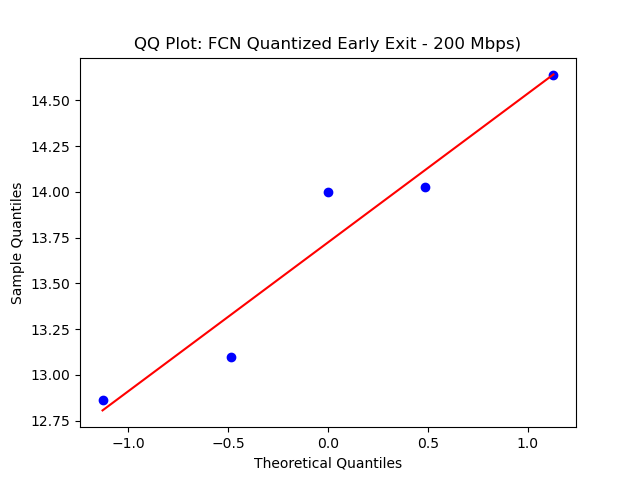 QQ Plot: FCN Quantized Early Exit - 200 Mbps)
14.50
14.25
14.00
13.75
13.50
13.25
13.00
12.75
Sample Quantiles
−1.0 −0.5 0.0 0.5 1.0
Theoretical Quantiles